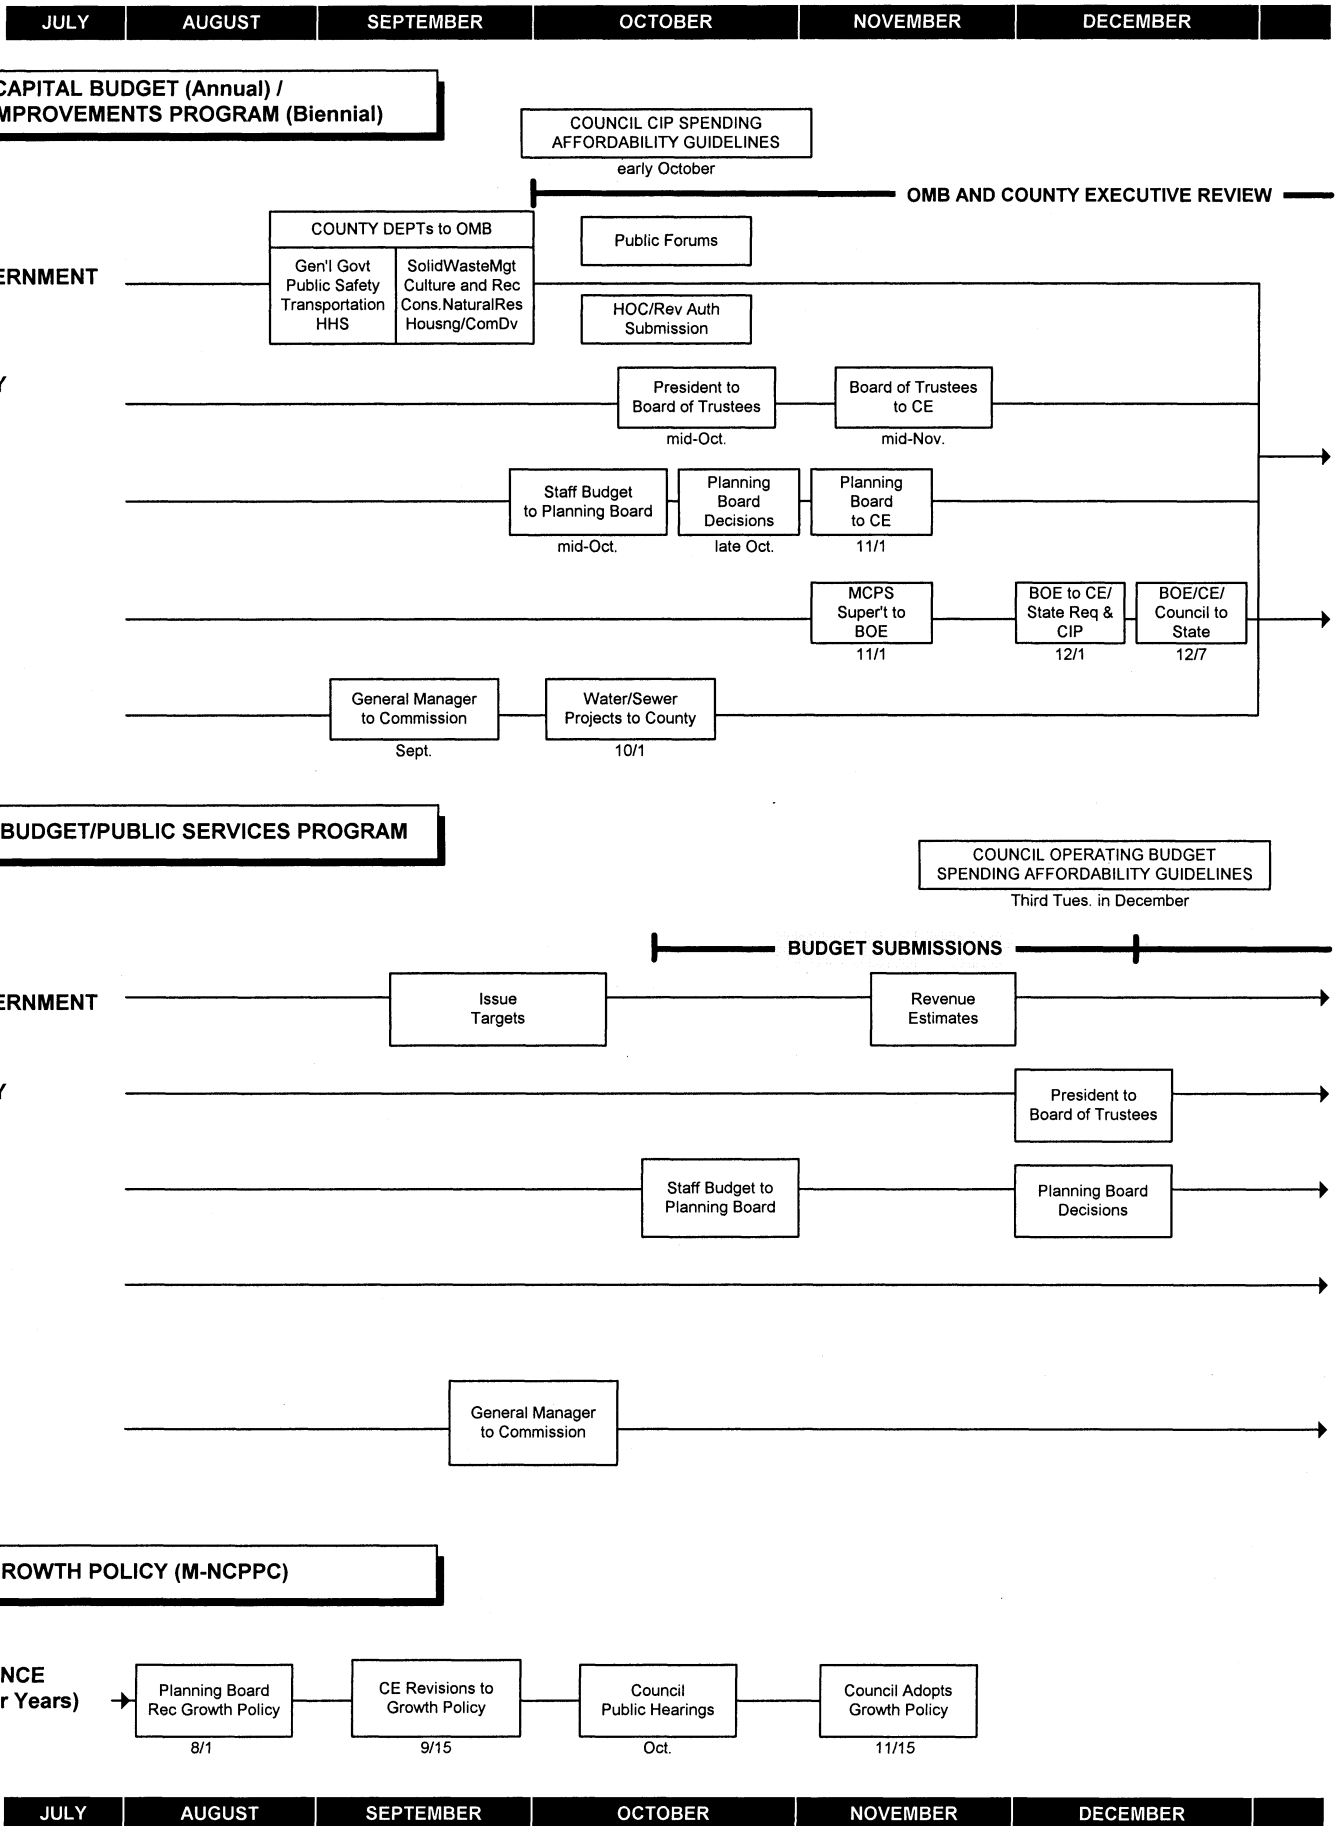 JULY AUGUST SEPTEMBER OCTOBER NOVEMBER DECEMBER
CAPITAL BUDGET (Annual) /
MPROVEMENTS PROGRAM (Biennial)
COUNCIL CIP SPENDING
AFFORDABILITY GUIDELINES
early October
OMB AND COUNTY EXECUTIVE REVIEW
COUNTY DEPTs to OMB
Gen'l Govt
Public Safety
Transportation
HHS
SolidWasteMgt
Culture and Rec
Cons.NaturalRes
Housng/ComDv
Public Forums
ERNMENT
HOC/Rev Auth
Submission
Y
President to
Board of Trustees
mid-Oct.
Board of Trustees
to CE
mid-Nov.
Staff Budget
to Planning Board
mid-Oct.
Planning
Board
Decisions
late Oct.
Planning
Board
to CE
11/1
MCPS
Super't to
BOE
11/1
BOE to CE/
State Req &
CIP
12/1
BOE/CE/
Council to
State
12/7
General Manager
to Commission
Sept.
Water/Sewer
Projects to County
10/1
BUDGET/PUBLIC SERVICES PROGRAM
COUNCIL OPERATING BUDGET
SPENDING AFFORDABILITY GUIDELINES
Third Tues. in December
BUDGET SUBMISSIONS
ERNMENT
Issue
Targets
Revenue
Estimates
Y
President to
Board of Trustees
Staff Budget to
Planning Board
Planning Board
Decisions
General Manager
to Commission
ROWTH POLICY (M-NCPPC)
NCE
r Years)
Planning Board
Rec Growth Policy
8/1
CE Revisions to
Growth Policy
9/15
Council
Public Hearings
Oct.
Council Adopts
Growth Policy
11/15
JULY AUGUST SEPTEMBER OCTOBER NOVEMBER DECEMBER